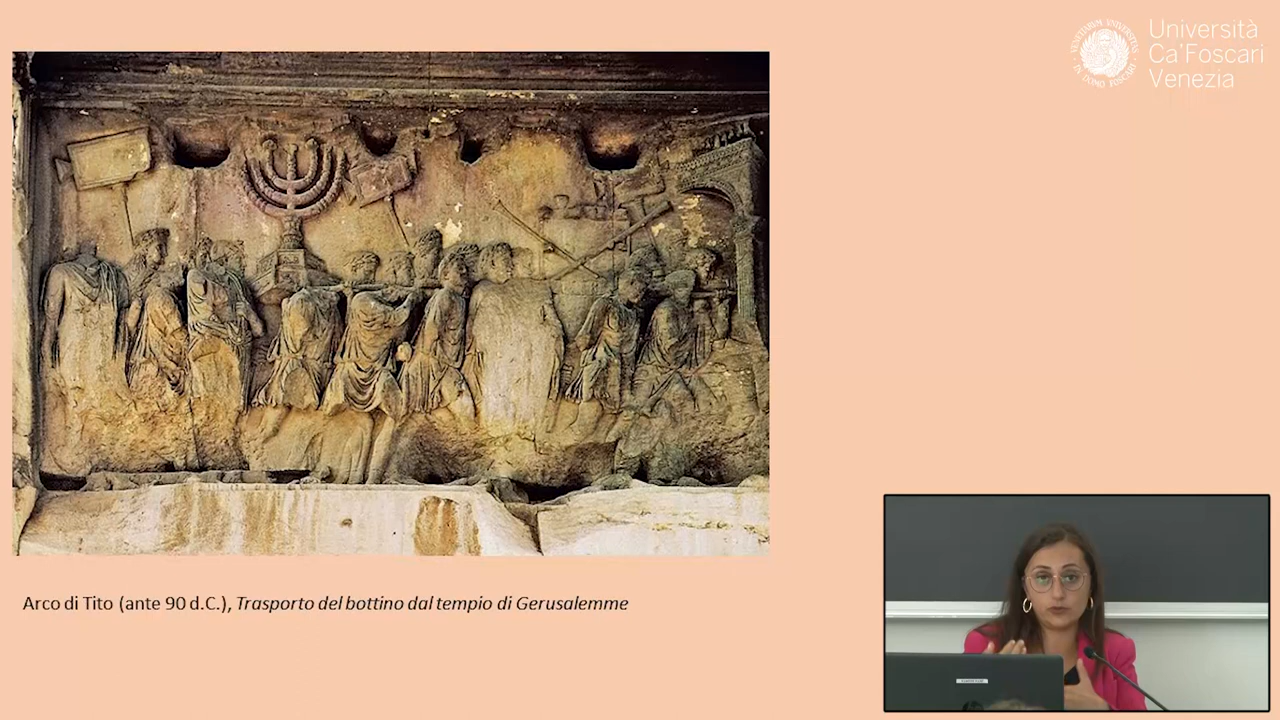 Università
Ca'Foscari
Venezia
Arco di Tito (ante 90 d.C.), Trasporto del bottino dal tempio di Gerusalemme